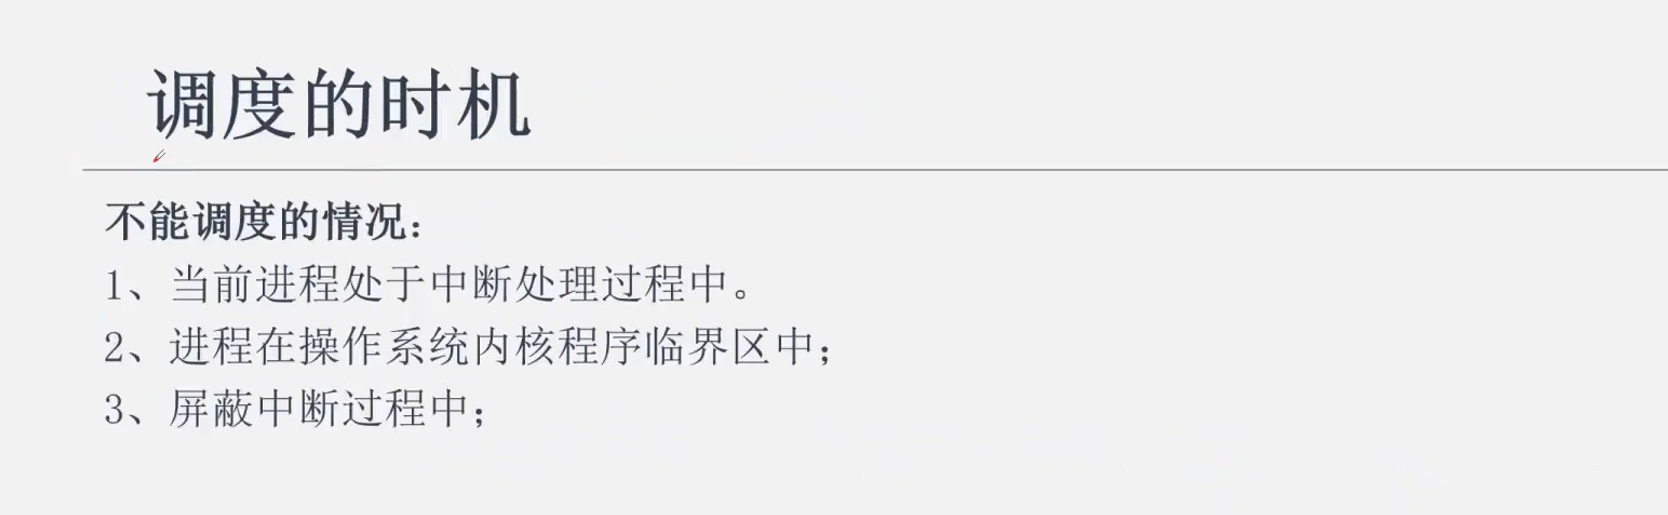 调度的时机
不能调度的情况：
1、当前进程处于中断处理过程中。
2、进程在操作系统内核程序临界区中；
3、屏蔽中断过程中；